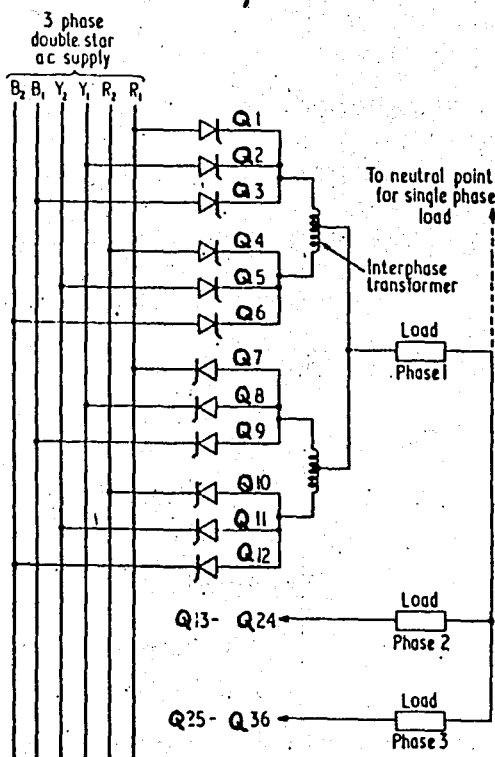 3 phase
double star
ac supply
B₂ B₁ Y₂ Y₁ R₂ R₁
Q1
Q2
Q3
Q4
Q5
Q6
Q7
Q8
Q9
Q10
Q11
Q12
To neutral point
for single phase
load
Interphase
transformer
Load
Phase 1
Q13- Q24
Load
Phase 2
Q25- Q36
Load
Phase 3